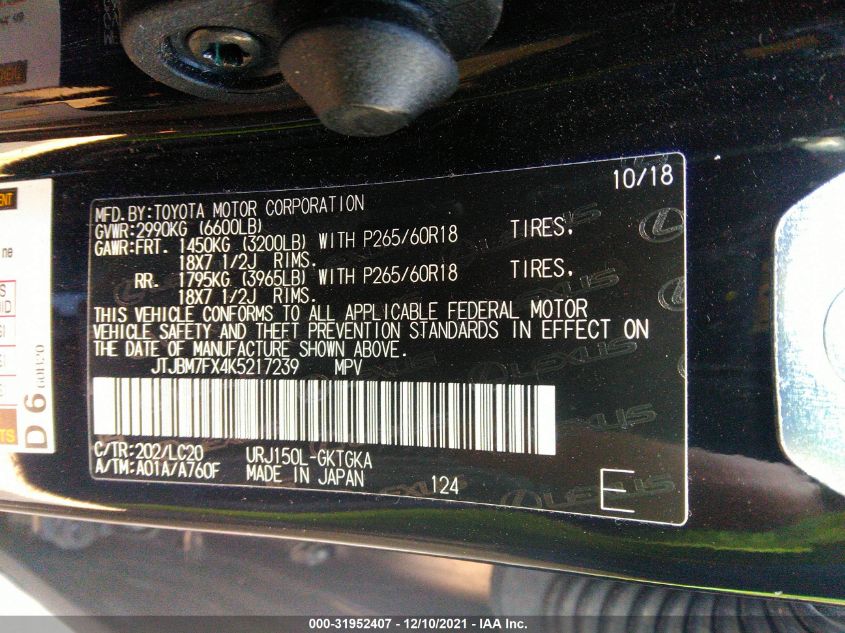 10/18
MFD.BY:TOYOTA MOTOR CORPORATION
GVWR:2990KG (6600LB)
GAWR:FRT. 1450KG (3200LB) WITH P265/60R18 TIRES,
18X7 1/2J RIMS.
RR. 1795KG (3965LB) WITH P265/60R18 TIRES,
18X7 1/2J RIMS.
THIS VEHICLE CONFORMS TO ALL APPLICABLE FEDERAL MOTOR
VEHICLE SAFETY AND THEFT PREVENTION STANDARDS IN EFFECT ON
THE DATE OF MANUFACTURE SHOWN ABOVE.
JTJBM7FX4K5217239 MPV
C/TR:202/LC20 URJ150L-GKTGKA
A/TM:A01A/A760F MADE IN JAPAN 124 E
LEXUS
D6 60B320
000-31952407 - 12/10/2021 - IAA Inc.